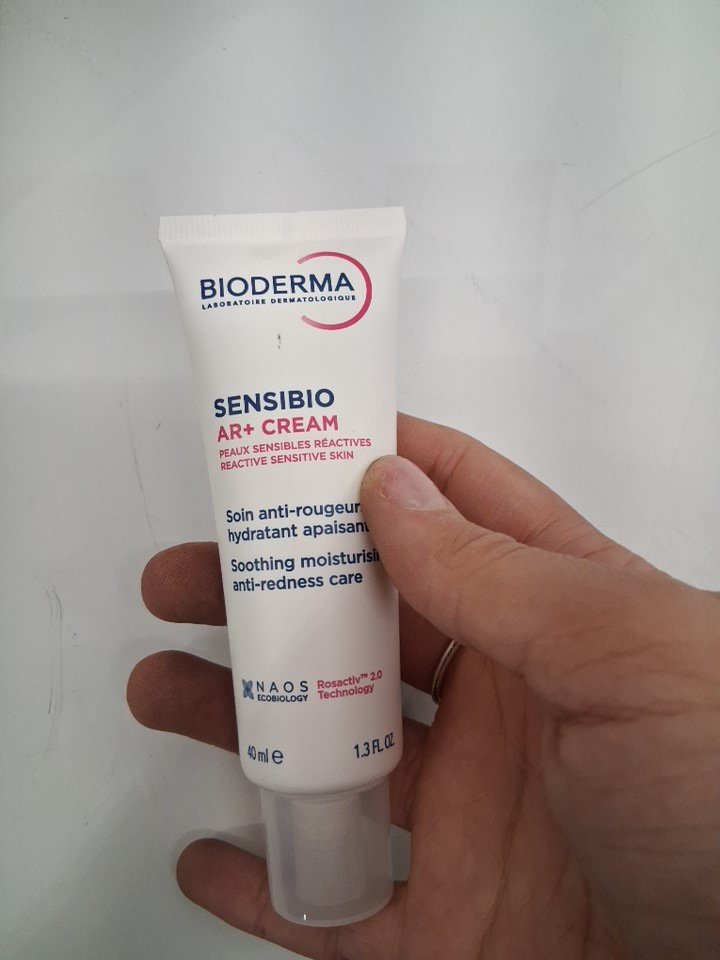 BIODERMA
LABORATOIRE DERMATOLOGIQUE
SENSIBIO
AR+ CREAM
PEAUX SENSIBLES RÉACTIVES
REACTIVE SENSITIVE SKIN
Soin anti-rougeur
hydratant apaisant
Soothing moisturisi
anti-redness care
NAOS
ECOBIOLOGY
Rosactiv™ 2.0
Technology
40 ml e
1.3 FL OZ